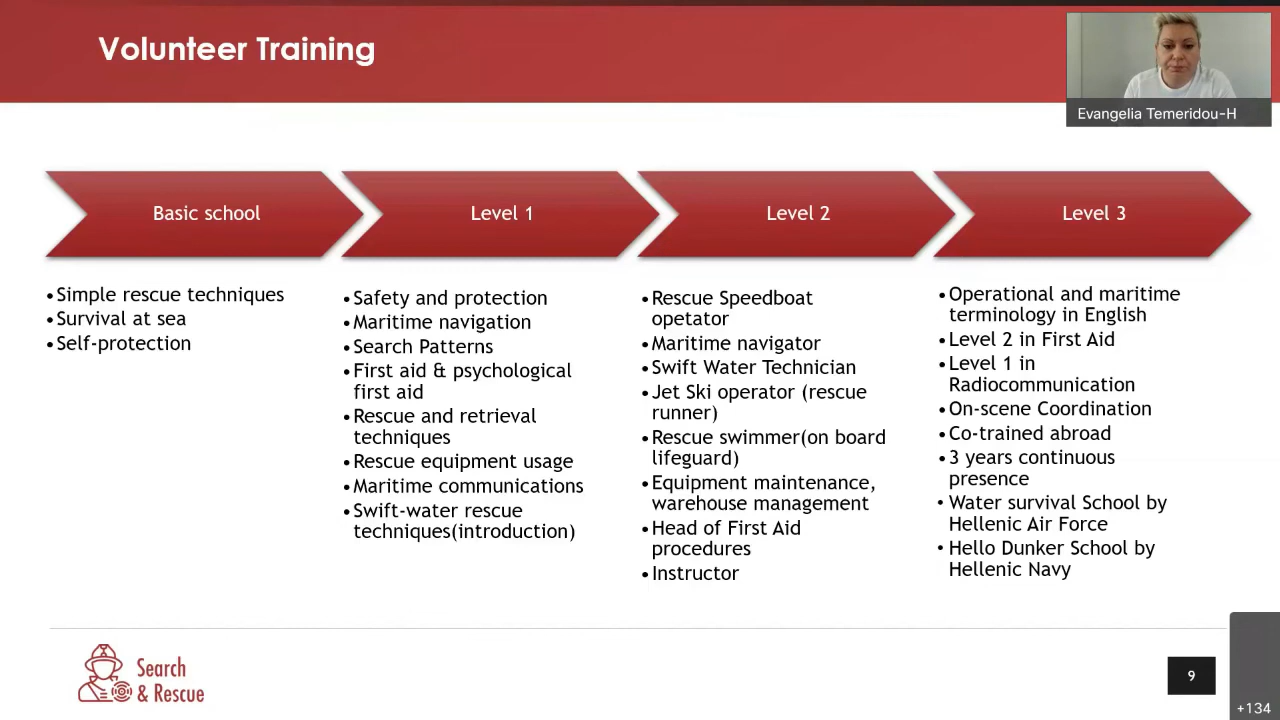 Volunteer Training
Evangelia Temeridou-H
Basic school
Level 1
Level 2
Level 3
•Simple rescue techniques
•Survival at sea
•Self-protection
•Safety and protection
•Maritime navigation
•Search Patterns
•First aid & psychological
first aid
•Rescue and retrieval
techniques
•Rescue equipment usage
•Maritime communications
•Swift-water rescue
techniques(introduction)
•Rescue Speedboat
opetator
•Maritime navigator
•Swift Water Technician
•Jet Ski operator (rescue
runner)
•Rescue swimmer(on board
lifeguard)
•Equipment maintenance,
warehouse management
•Head of First Aid
procedures
•Instructor
•Operational and maritime
terminology in English
•Level 2 in First Aid
•Level 1 in
Radiocommunication
•On-scene Coordination
•Co-trained abroad
•3 years continuous
presence
•Water survival School by
Hellenic Air Force
•Hello Dunker School by
Hellenic Navy
Search
& Rescue
9
+134